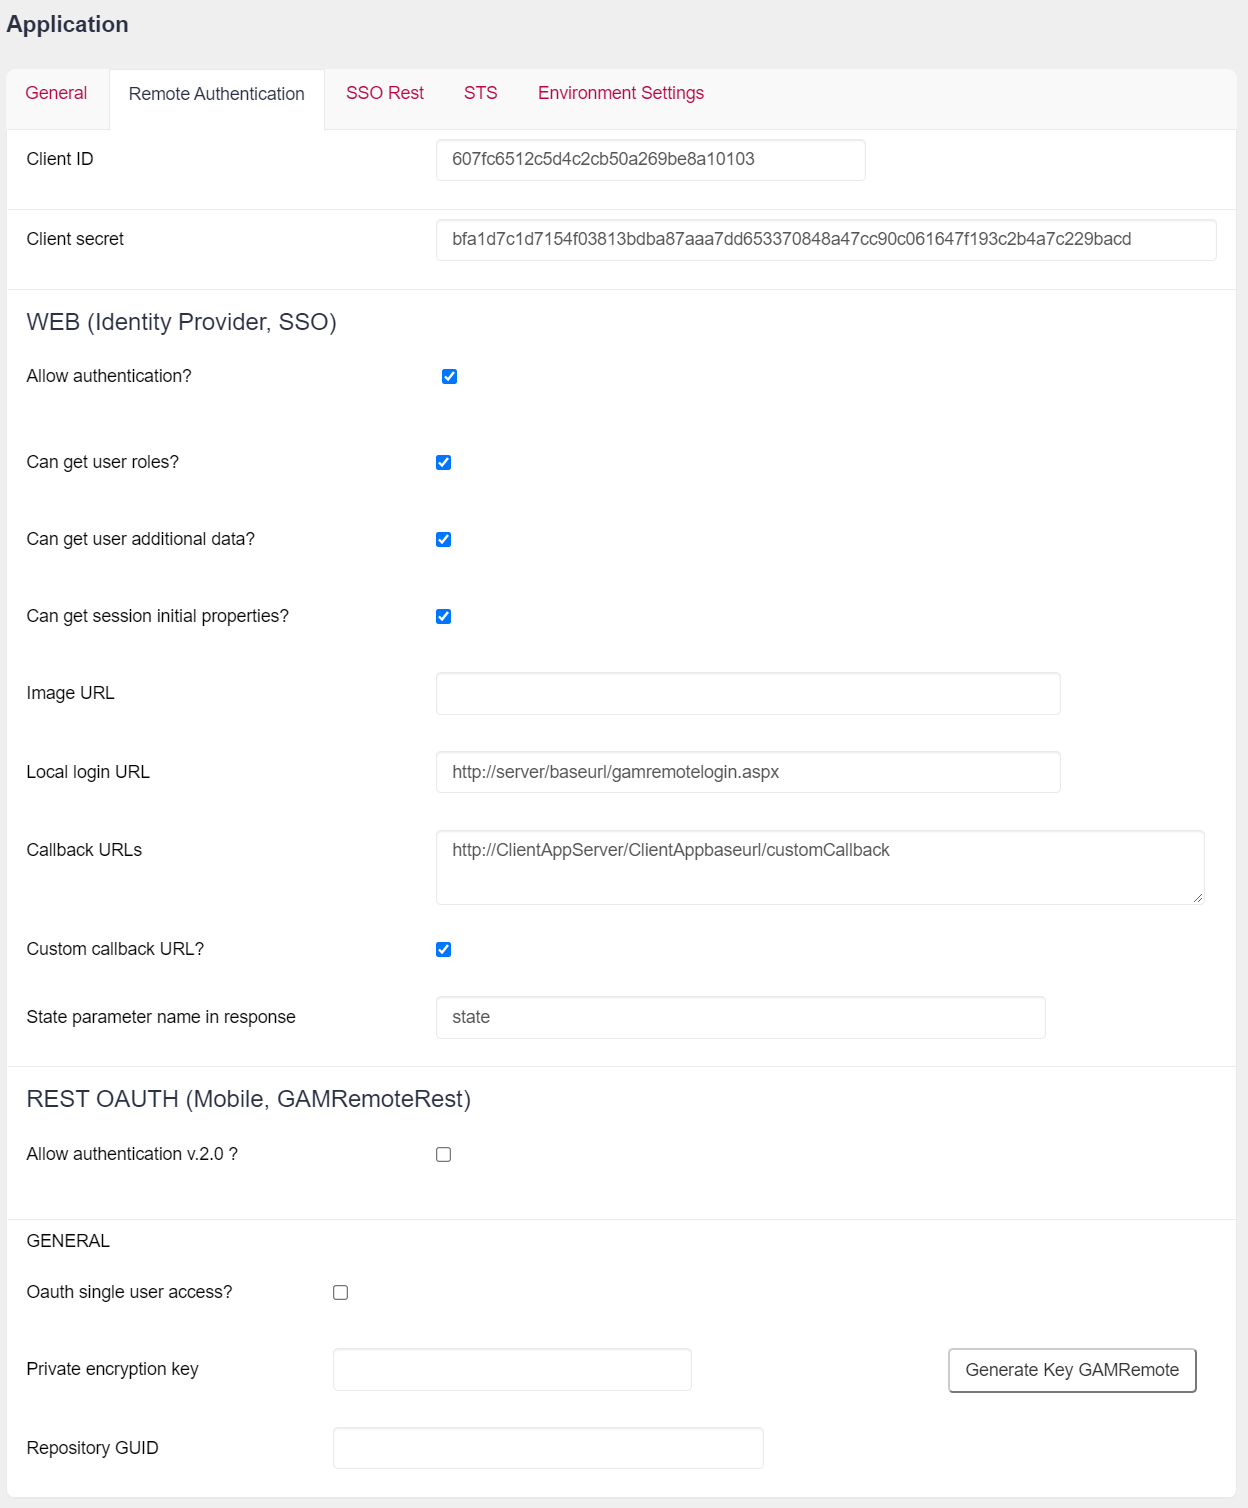 Application
General Remote Authentication SSO Rest STS Environment Settings
Client ID 607fc6512c5d4c2cb50a269be8a10103
Client secret bfa1d7c1d7154f03813bdba87aaa7dd653370848a47cc90c061647f193c2b4a7c229bacd
WEB (Identity Provider, SSO)
Allow authentication?
Can get user roles?
Can get user additional data?
Can get session initial properties?
Image URL
Local login URL http://server/baseurl/gamremotelogin.aspx
Callback URLs http://ClientAppServer/ClientAppbaseurl/customCallback
Custom callback URL?
State parameter name in response state
REST OAUTH (Mobile, GAMRemoteRest)
Allow authentication v.2.0 ?
GENERAL
Oauth single user access?
Private encryption key Generate Key GAMRemote
Repository GUID